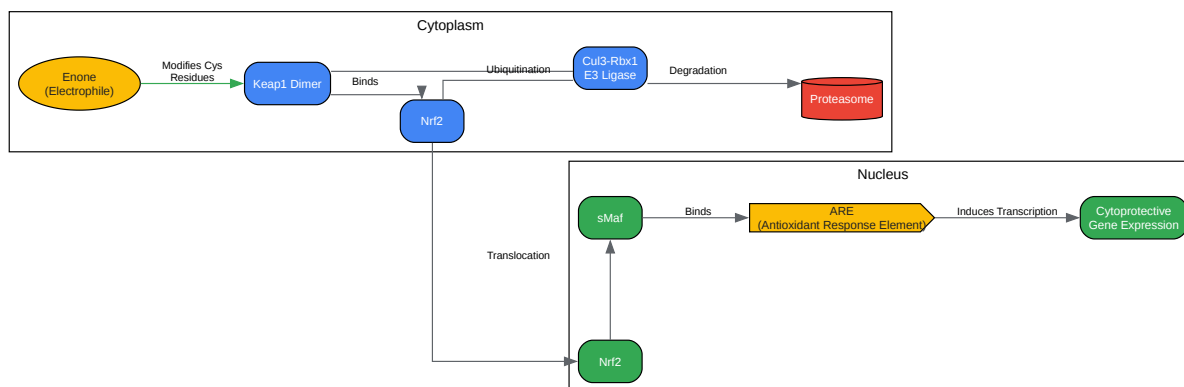 Cytoplasm
Enone
(Electrophile)
Modifies Cys
Residues
Keap1 Dimer
Binds
Nrf2
Ubiquitination
Cul3-Rbx1
E3 Ligase
Degradation
Proteasome
Translocation
Nucleus
sMaf
Binds
ARE
(Antioxidant Response Element)
Induces Transcription
Cytoprotective
Gene Expression
Nrf2